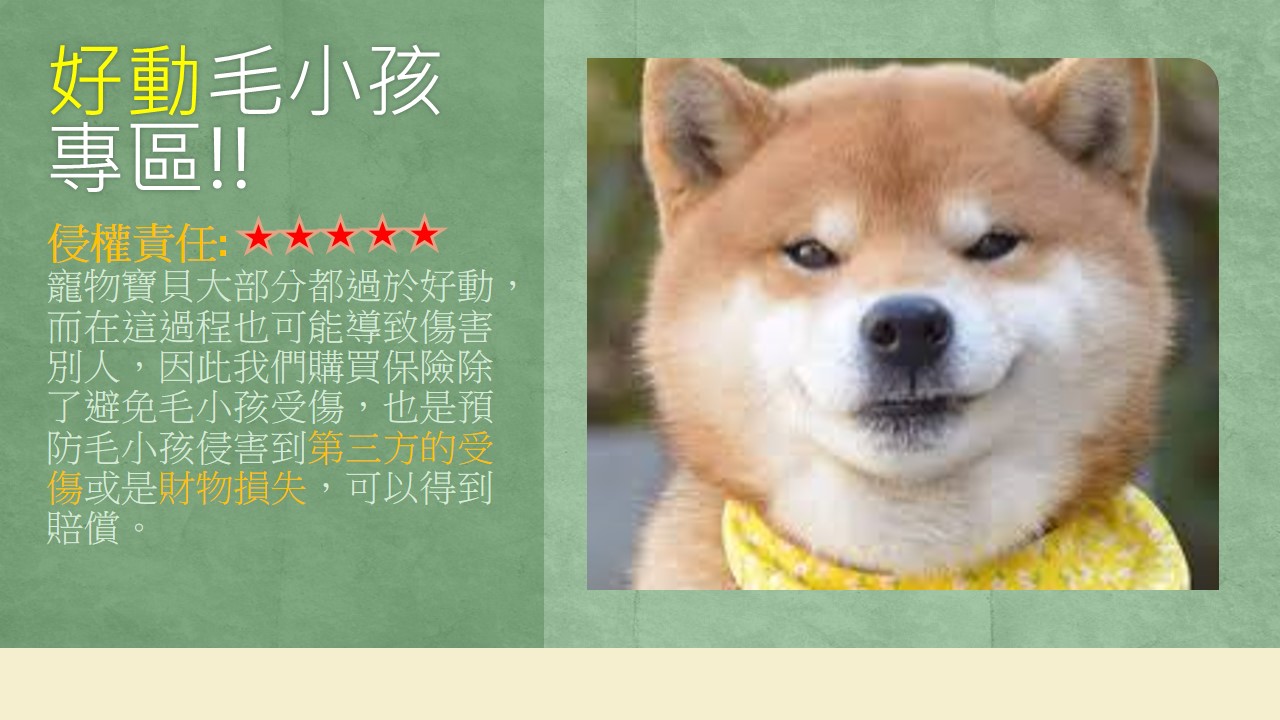 好動毛小孩
專區!!
侵權責任:
寵物寶貝大部分都過於好動，
而在這過程也可能導致傷害
別人，因此我們購買保險除
了避免毛小孩受傷，也是預
防毛小孩侵害到第三方的受
傷或是財物損失，可以得到
賠償。